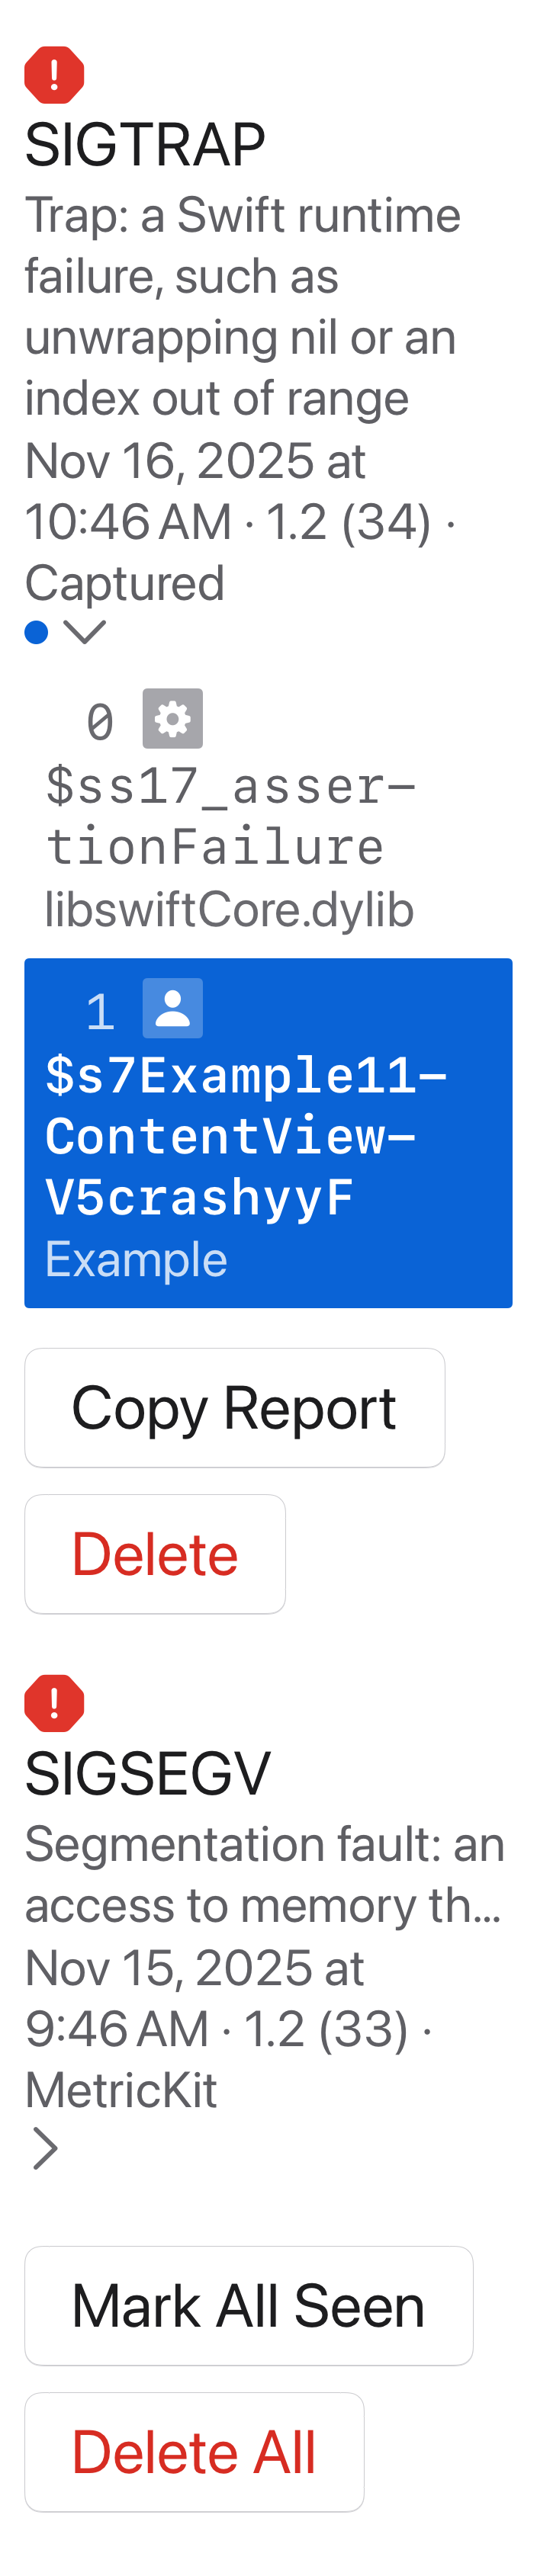 SIGTRAP
Trap: a Swift runtime
failure, such as
unwrapping nil or an
index out of range
Nov 16, 2025 at
10:46 AM · 1.2 (34) ·
Captured
0
$ss17_asser-
tionFailure
libswiftCore.dylib
1
$s7Example11-
ContentView-
V5crashyyF
Example
Copy Report
Delete
SIGSEGV
Segmentation fault: an
access to memory th...
Nov 15, 2025 at
9:46 AM · 1.2 (33) ·
MetricKit
Mark All Seen
Delete All